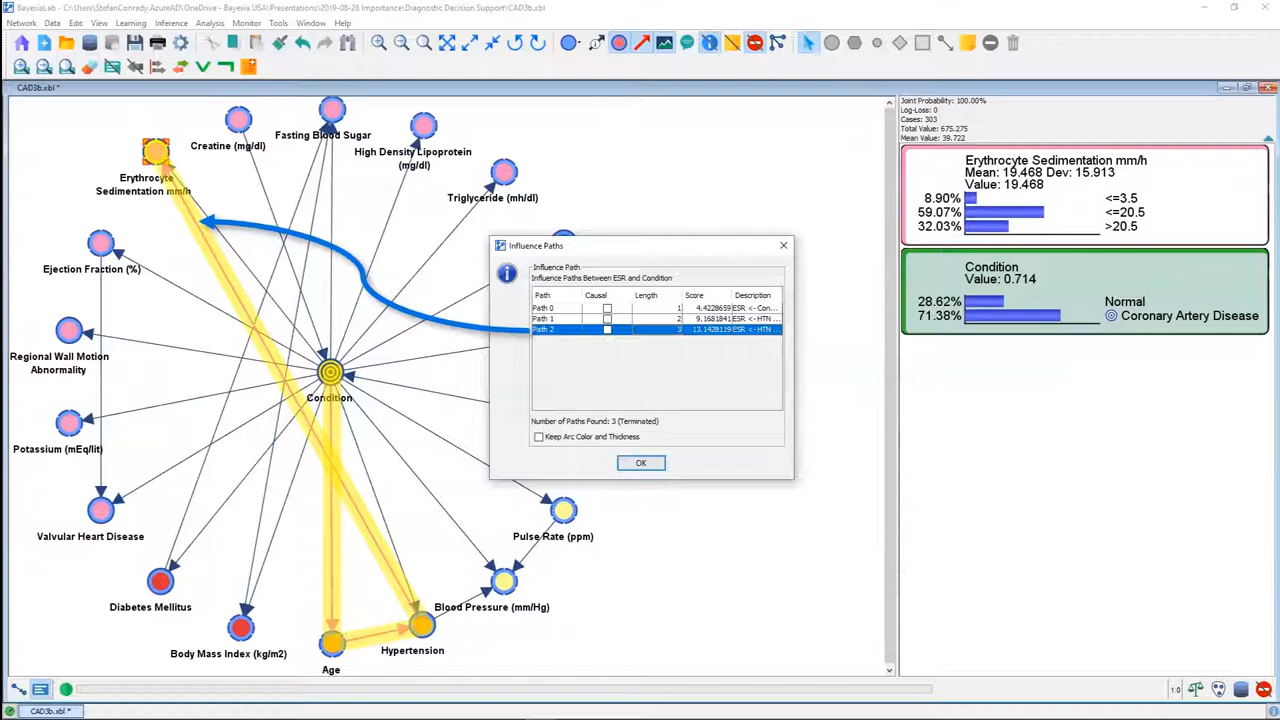 BayesiaLab - C:\Users\StefanConrady.AzureAD\OneDrive - Bayesia USA\Presentations\2019-08-28 Importance\Diagnostic Decision Support\CAD3b.xbl
Network Data Edit View Learning Inference Analysis Monitor Tools Window Help
CAD3b.xbl *
Creatine (mg/dl)
Fasting Blood Sugar
High Density Lipoprotein
(mg/dl)
Erythrocyte
Sedimentation mm/h
Triglyceride (mh/dl)
Ejection Fraction (%)
Regional Wall Motion
Abnormality
Condition
Potassium (mEq/lit)
Valvular Heart Disease
Pulse Rate (ppm)
Diabetes Mellitus
Blood Pressure (mm/Hg)
Body Mass Index (kg/m2)
Hypertension
Age
Influence Paths
Influence Path
Influence Paths Between ESR and Condition
Path Causal Length Score Description
Path 0 1 4.4228659 ESR <- Con...
Path 1 2 9.1681841 ESR <-HTN ...
Path 2 3 13.1428119 ESR <-HTN ...
Number of Paths Found: 3 (Terminated)
Keep Arc Color and Thickness
OK
Joint Probability: 100.00%
Log-Loss: 0
Cases: 303
Total Value: 675.275
Mean Value: 39.722
Erythrocyte Sedimentation mm/h
Mean: 19.468 Dev: 15.913
Value: 19.468
8.90% <=3.5
59.07% <=20.5
32.03% >20.5
Condition
Value: 0.714
28.62% Normal
71.38% Coronary Artery Disease
1:0
CAD3b.xbl *